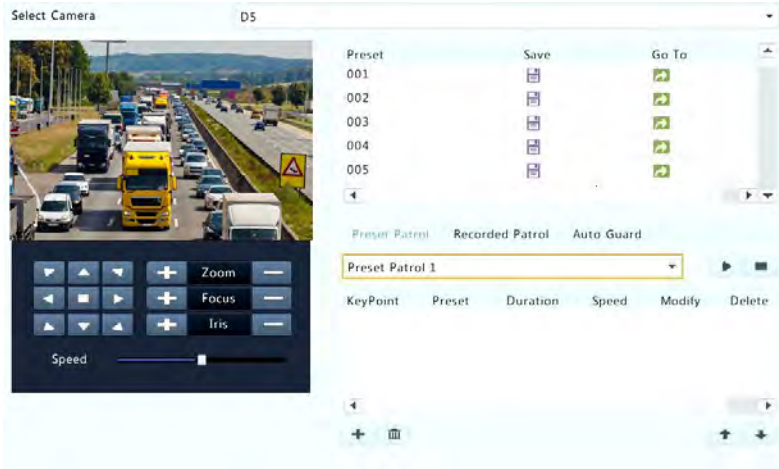 Select Camera D5
Preset Save Go To
001
002
003
004
005
Preset Patrol Recorded Patrol Auto Guard
Preset Patrol 1
KeyPoint Preset Duration Speed Modify Delete
Zoom
Focus
Iris
Speed